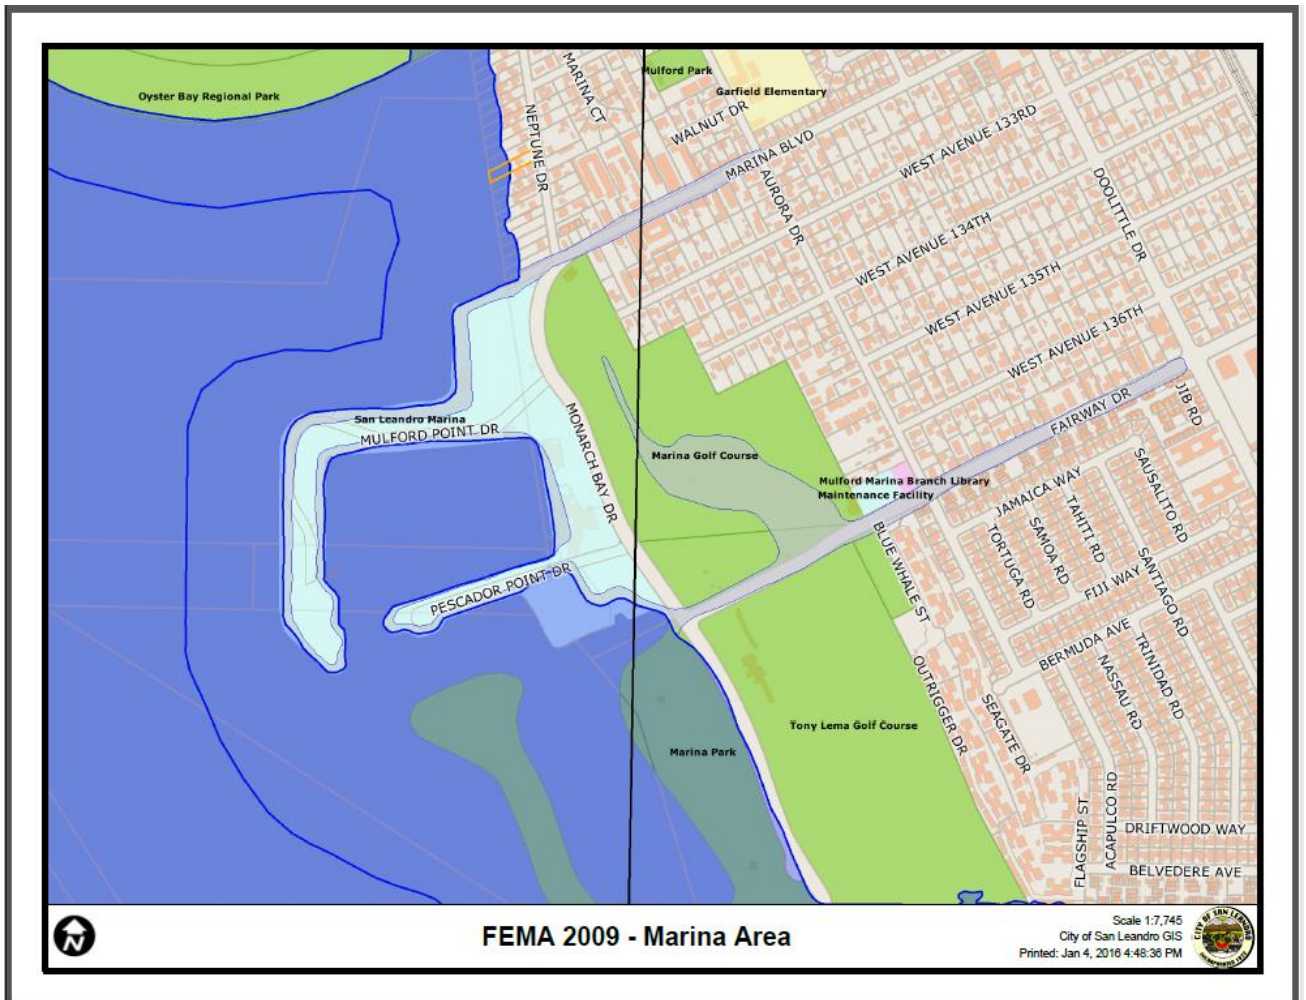 Oyster Bay Regional Park
MARINA CT
NEPTUNE DR
Mulford Park
Garfield Elementary
WALNUT DR
MARINA BLVD
AURORA DR
WEST AVENUE 133RD
DOOLITTLE DR
WEST AVENUE 134TH
WEST AVENUE 135TH
WEST AVENUE 136TH
San Leandro Marina
MULFORD POINT DR
MONARCH BAY DR
Marina Golf Course
FAIRWAY DR
JIB RD
Mulford Marina Branch Library
Maintenance Facility
JAMAICA WAY
SAUSALITO RD
TAHITI RD
SAMOA RD
TORTUGA RD
BLUE WHALE ST
PESCADOR POINT DR
FIJI WAY
SANTIAGO RD
BERMUDA AVE
TRINIDAD RD
NASSAU RD
OUTRIGGER DR
SEAGATE DR
Tony Lema Golf Course
Marina Park
FLAGSHIP ST
ACAPULCO RD
DRIFTWOOD WAY
BELVEDERE AVE
N
FEMA 2009 - Marina Area
Scale 1:7,745
City of San Leandro GIS
Printed: Jan 4, 2016 4:48:36 PM
CITY OF SAN LEANDRO